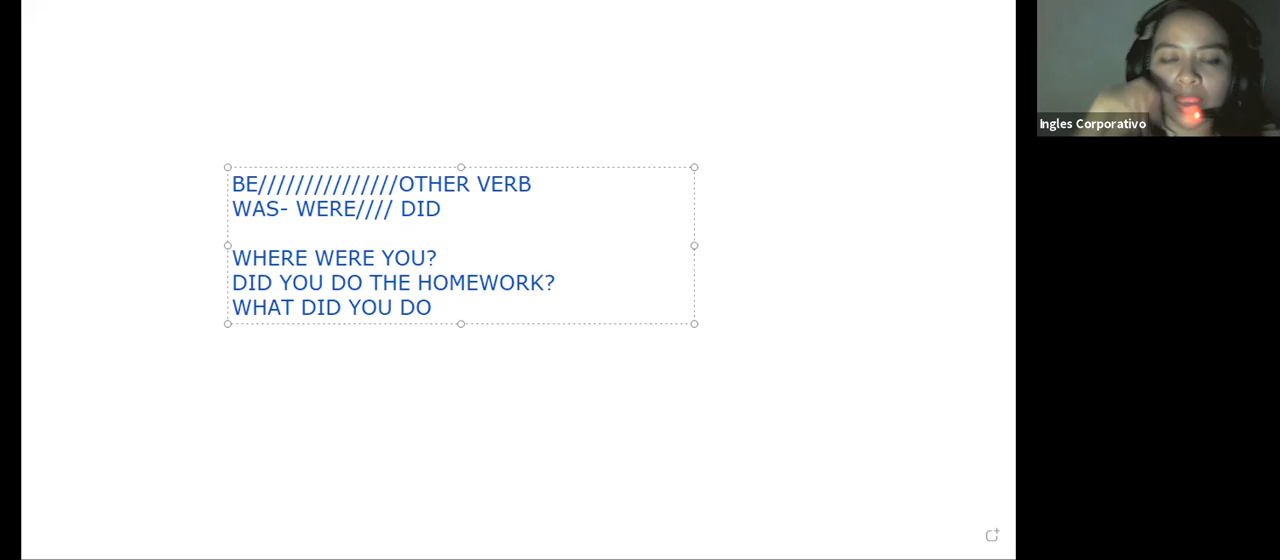 BE///////////////OTHER VERB
WAS- WERE//// DID
WHERE WERE YOU?
DID YOU DO THE HOMEWORK?
WHAT DID YOU DO
Ingles Corporativo